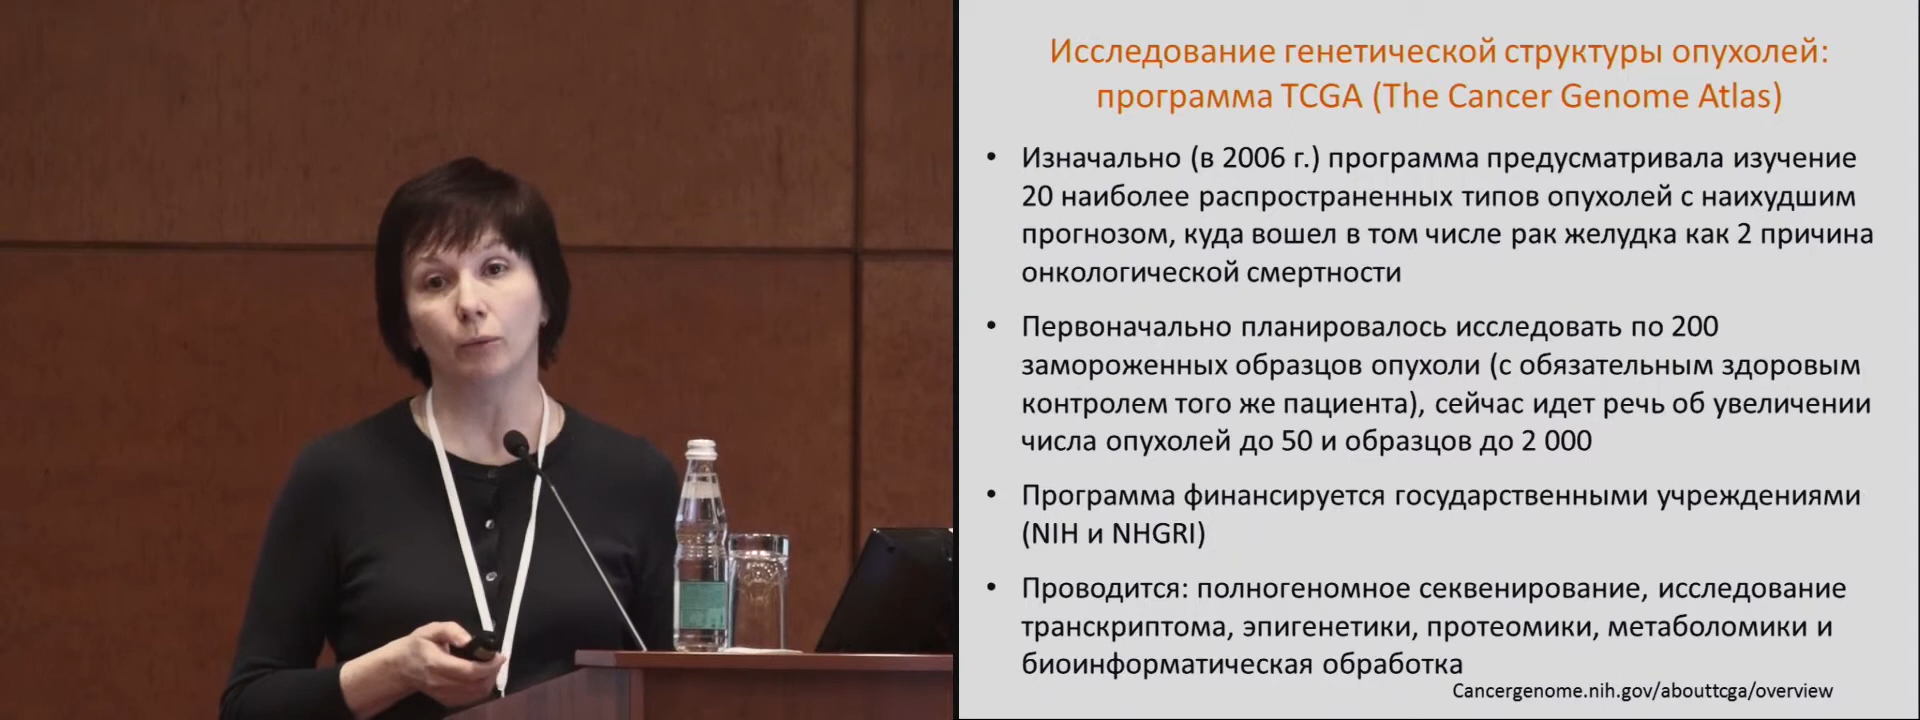 Исследование генетической структуры опухолей:
программа TCGA (The Cancer Genome Atlas)
• Изначально (в 2006 г.) программа предусматривала изучение
20 наиболее распространенных типов опухолей с наихудшим
прогнозом, куда вошел в том числе рак желудка как 2 причина
онкологической смертности
• Первоначально планировалось исследовать по 200
замороженных образцов опухоли (с обязательным здоровым
контролем того же пациента), сейчас идет речь об увеличении
числа опухолей до 50 и образцов до 2 000
• Программа финансируется государственными учреждениями
(NIH и NHGRI)
• Проводится: полногеномное секвенирование, исследование
транскриптома, эпигенетики, протеомики, метаболомики и
биоинформатическая обработка
Cancergenome.nih.gov/abouttcga/overview